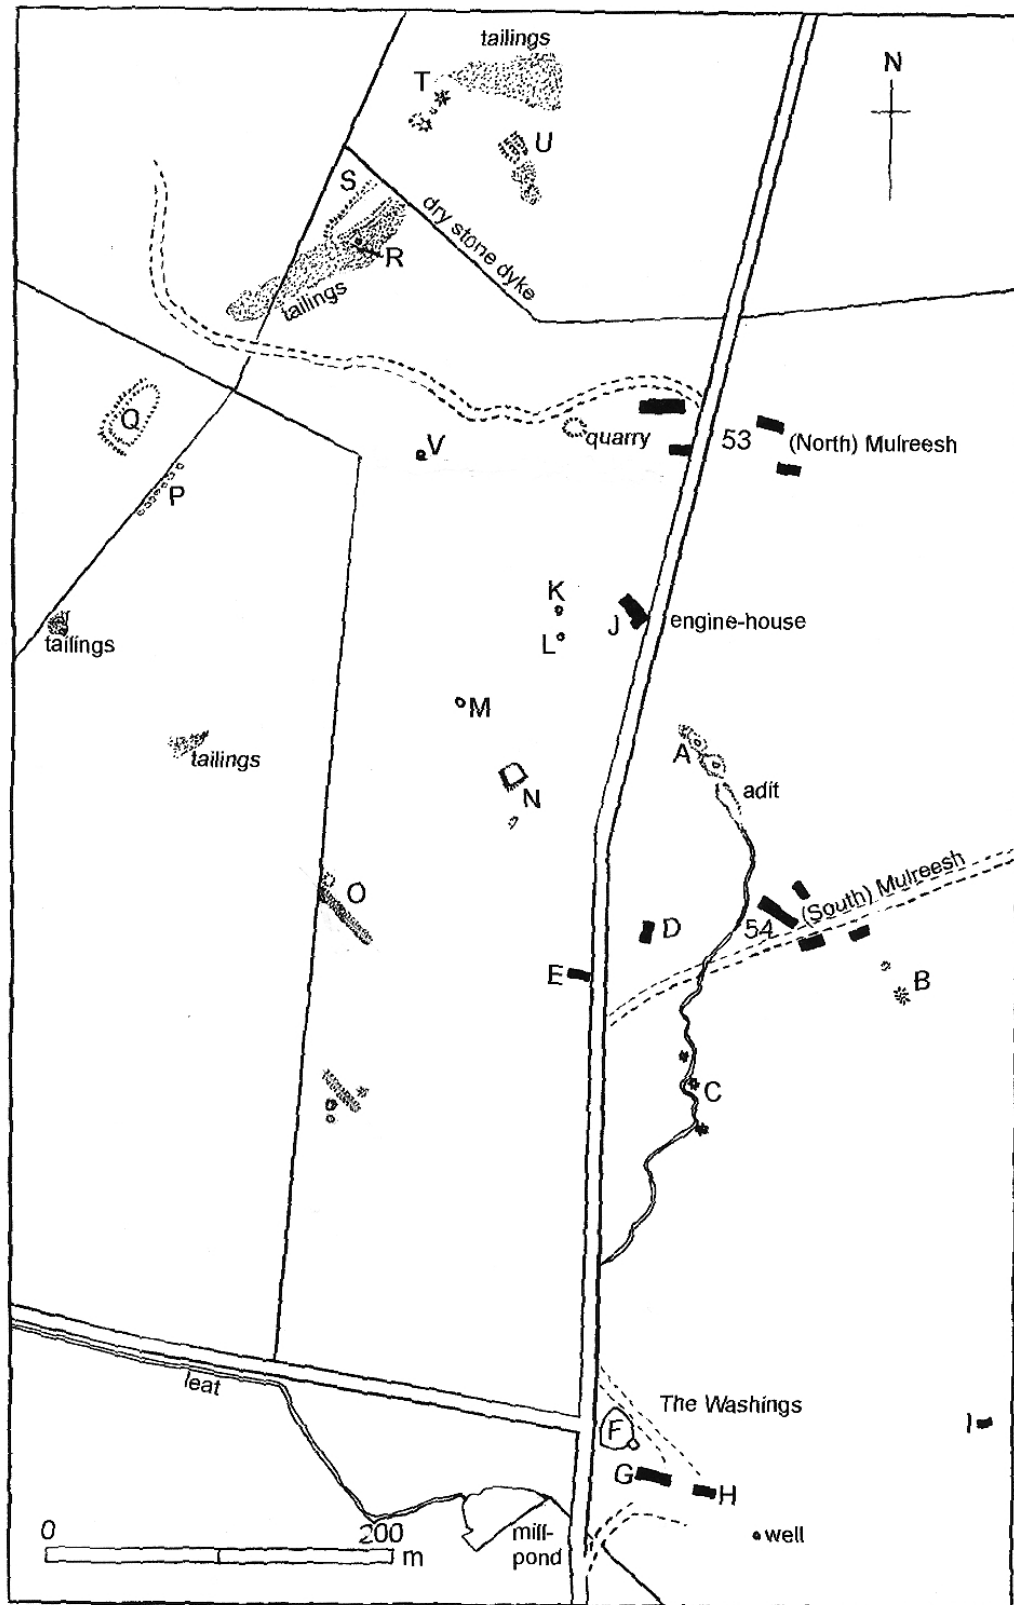 tailings
T
N
U
S
dry stone dyke
R
tailings
Q
V
quarry
53
(North) Mulreesh
P
K
J
engine-house
L
tailings
M
A
tailings
N
adit
O
(South) Mulreesh
54
D
E
B
C
leat
The Washings
F
I
G
H
0
200
m
mill-
pond
well